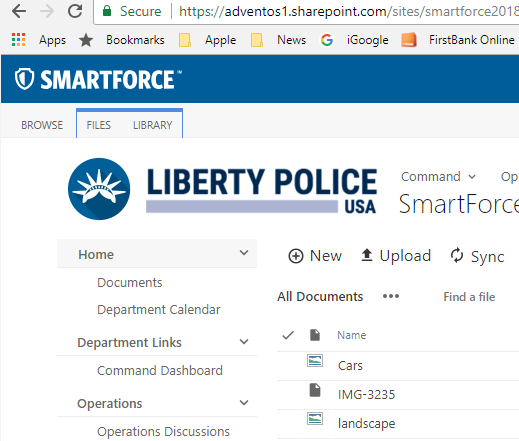 Secure https://adventos1.sharepoint.com/sites/smartforce2018
Apps Bookmarks Apple News iGoogle FirstBank Online
SMARTFORCE™
BROWSE FILES LIBRARY
LIBERTY POLICE
USA
Command Op
SmartForce
Home
Documents
Department Calendar
Department Links
Command Dashboard
Operations
Operations Discussions
New Upload Sync
All Documents ••• Find a file
Name
Cars
IMG-3235
landscape